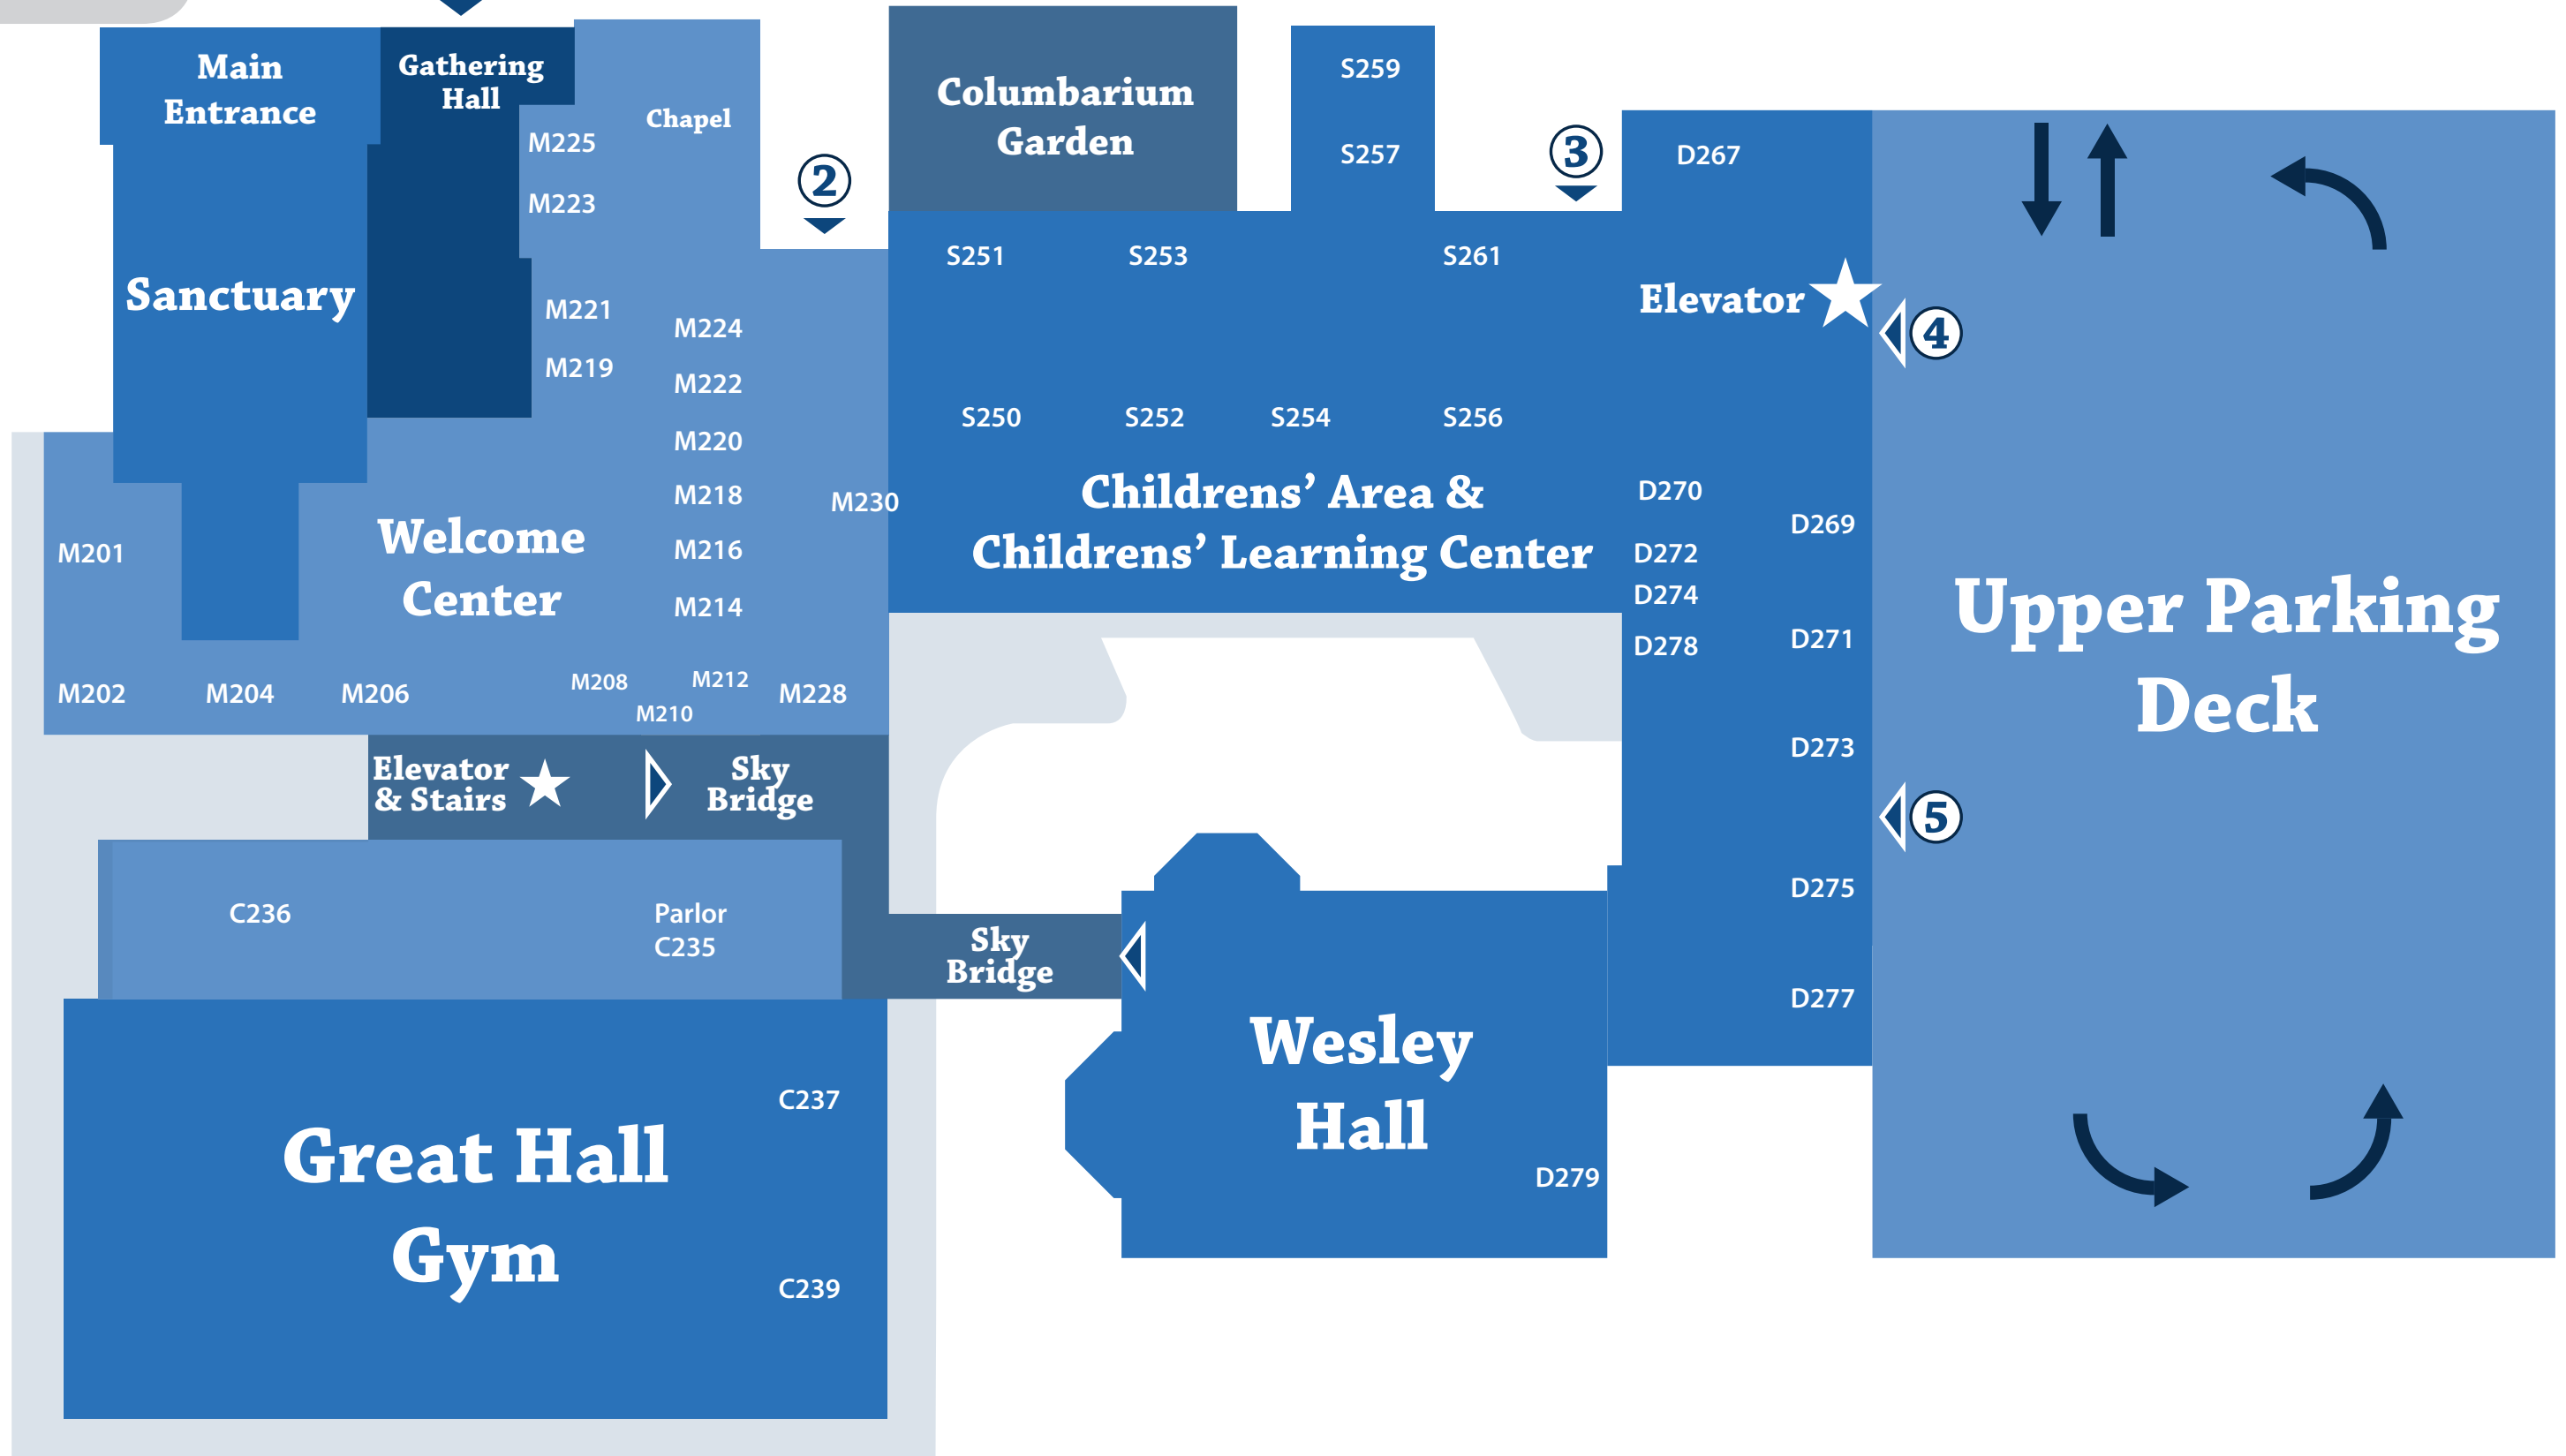 Main
Entrance
Gathering
Hall
Chapel
M225
M223
2
Columbarium
Garden
S259
S257
3
D267
Sanctuary
M221
M219
M224
M222
M220
M218
M216
M214
M230
S251
S253
S261
Elevator
4
S250
S252
S254
S256
Childrens’ Area &
Childrens’ Learning Center
D270
D272
D274
D278
D269
D271
D273
D275
D277
Upper Parking
Deck
5
M201
Welcome
Center
M202
M204
M206
M208
M210
M212
M228
Elevator
& Stairs
Sky
Bridge
C236
Parlor
C235
Sky
Bridge
Wesley
Hall
D279
Great Hall
Gym
C237
C239